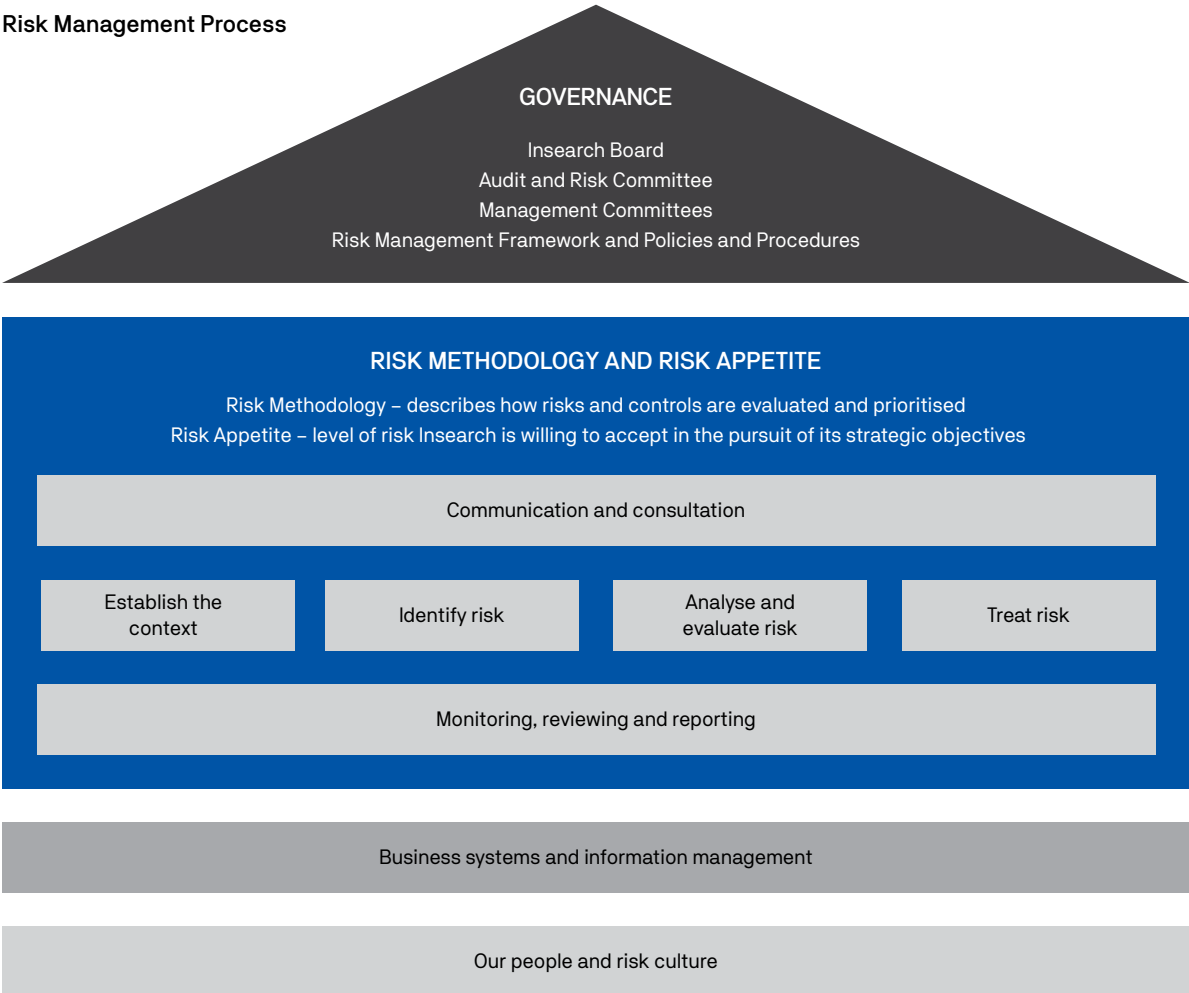 Risk Management Process
GOVERNANCE
Insearch Board
Audit and Risk Committee
Management Committees
Risk Management Framework and Policies and Procedures
RISK METHODOLOGY AND RISK APPETITE
Risk Methodology – describes how risks and controls are evaluated and prioritised
Risk Appetite – level of risk Insearch is willing to accept in the pursuit of its strategic objectives
Communication and consultation
Establish the
context
Identify risk
Analyse and
evaluate risk
Treat risk
Monitoring, reviewing and reporting
Business systems and information management
Our people and risk culture